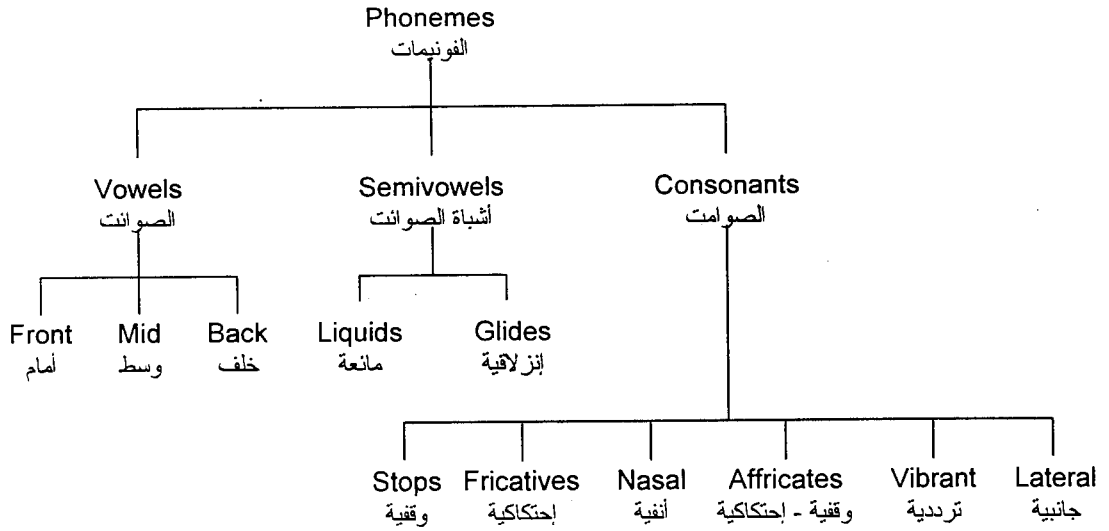 Phonemes
الفونيمات
Vowels Semivowels Consonants
الصوائت أشباة الصوائت الصوامت
Front Mid Back Liquids Glides
أمام وسط خلف مائعة إنزلاقية
Stops Fricatives Nasal Affricates Vibrant Lateral
وقفية إحتكاكية أنفية وقفية - إحتكاكية ترددية جانبية